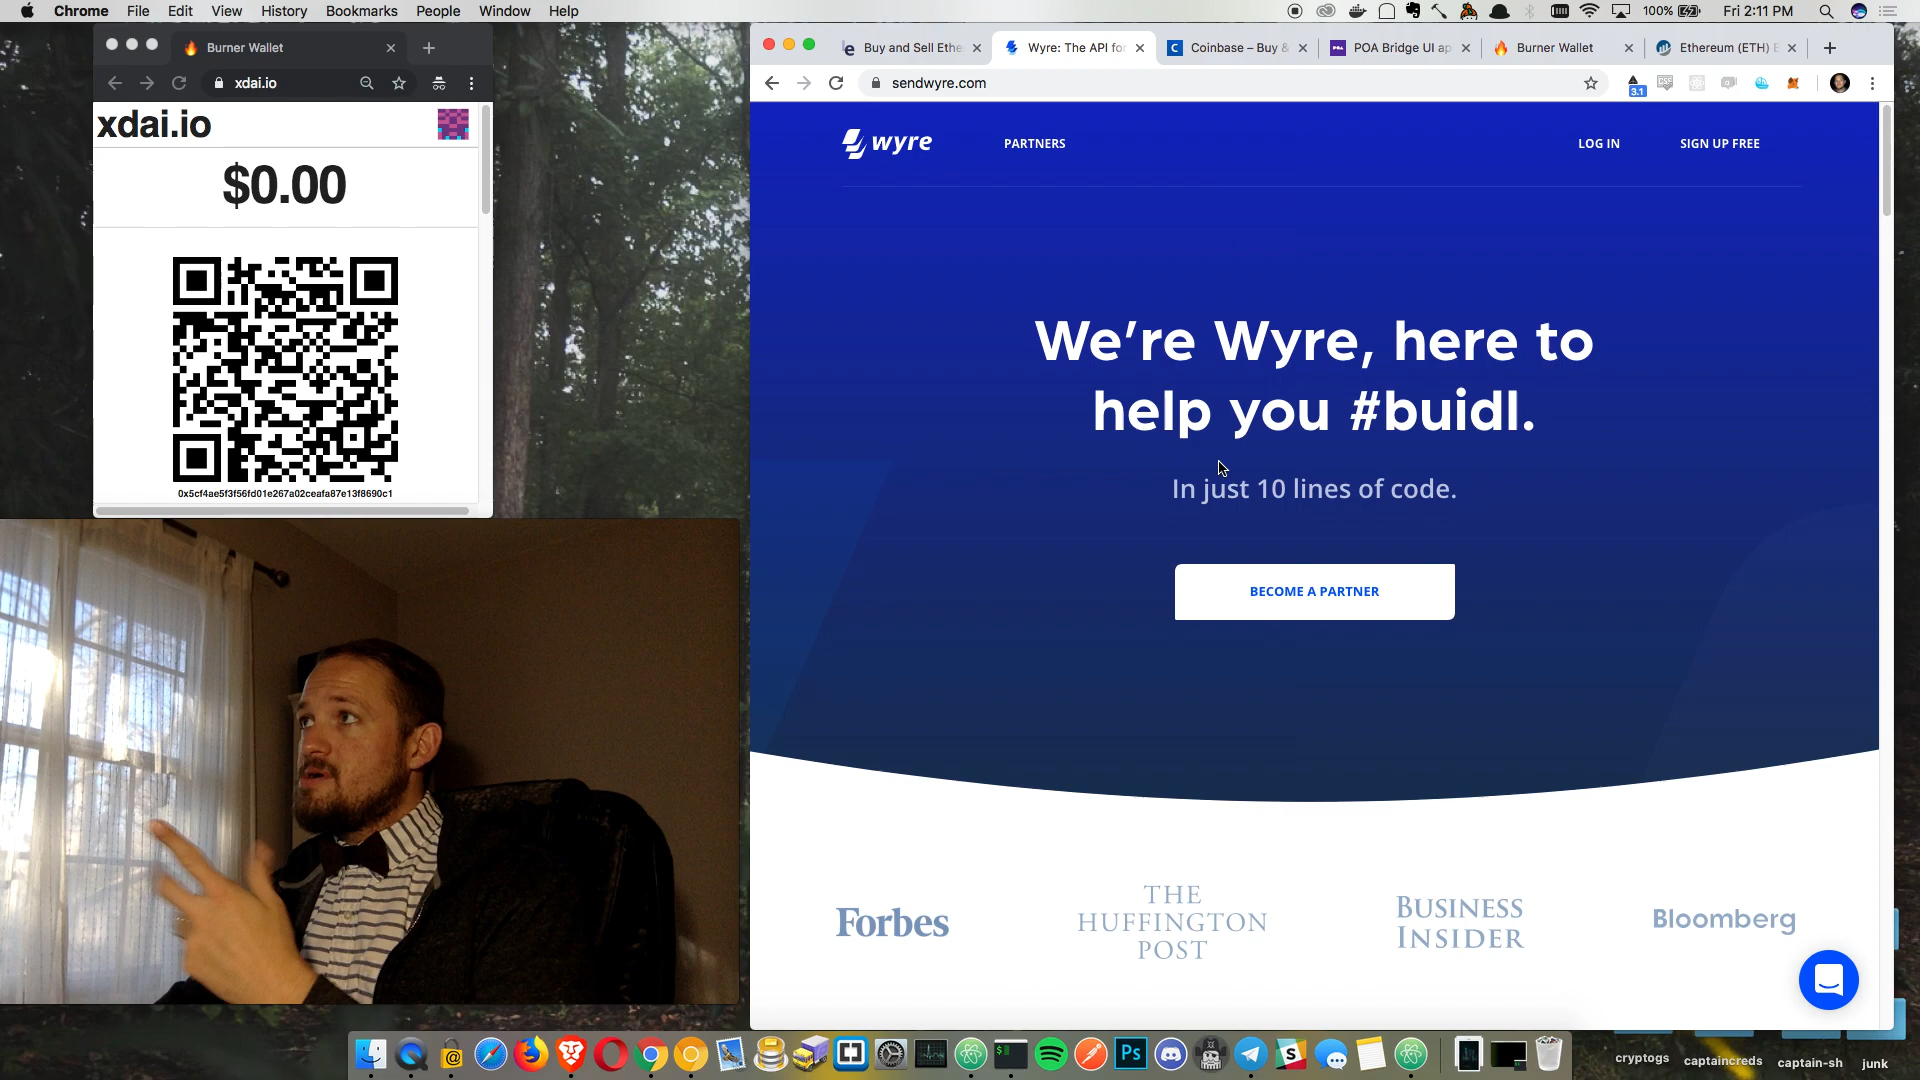 Chrome File Edit View History Bookmarks People Window Help
100% Fri 2:11 PM
Burner Wallet
xdai.io
xdai.io
$0.00
0x5cf4ae5f3f56fd01e267a02ceafa87e13f8690c1
Buy and Sell Ethe
Wyre: The API fo
Coinbase – Buy &
POA Bridge UI ap
Burner Wallet
Ethereum (ETH) B
sendwyre.com
3.1
wyre
PARTNERS
LOG IN
SIGN UP FREE
We're Wyre, here to
help you #buidl.
In just 10 lines of code.
BECOME A PARTNER
Forbes
THE
HUFFINGTON
POST
BUSINESS
INSIDER
Bloomberg
Ps
cryptogs
captaincreds
captain-sh
junk